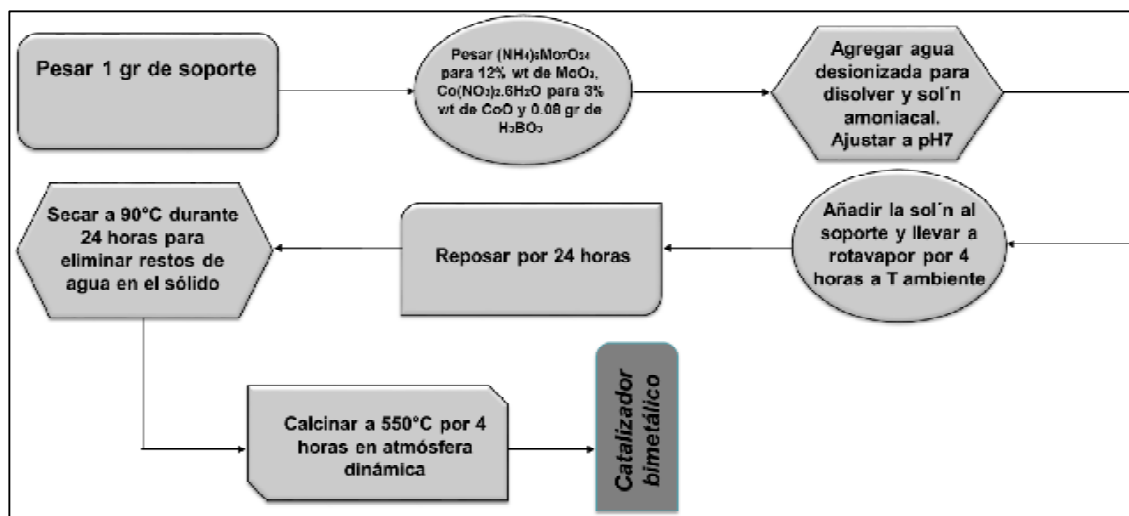 Pesar 1 gr de soporte
Pesar (NH₄)₆Mo₇O₂₄
para 12% wt de MoO₃,
Co(NO₃)₂.6H₂O para 3%
wt de CoO y 0.08 gr de
H₃BO₃
Agregar agua
desionizada para
disolver y sol´n
amoniacal.
Ajustar a pH7
Añadir la sol´n al
soporte y llevar a
rotavapor por 4
horas a T ambiente
Reposar por 24 horas
Secar a 90°C durante
24 horas para
eliminar restos de
agua en el sólido
Calcinar a 550°C por 4
horas en atmósfera
dinámica
Catalizador
bimetálico